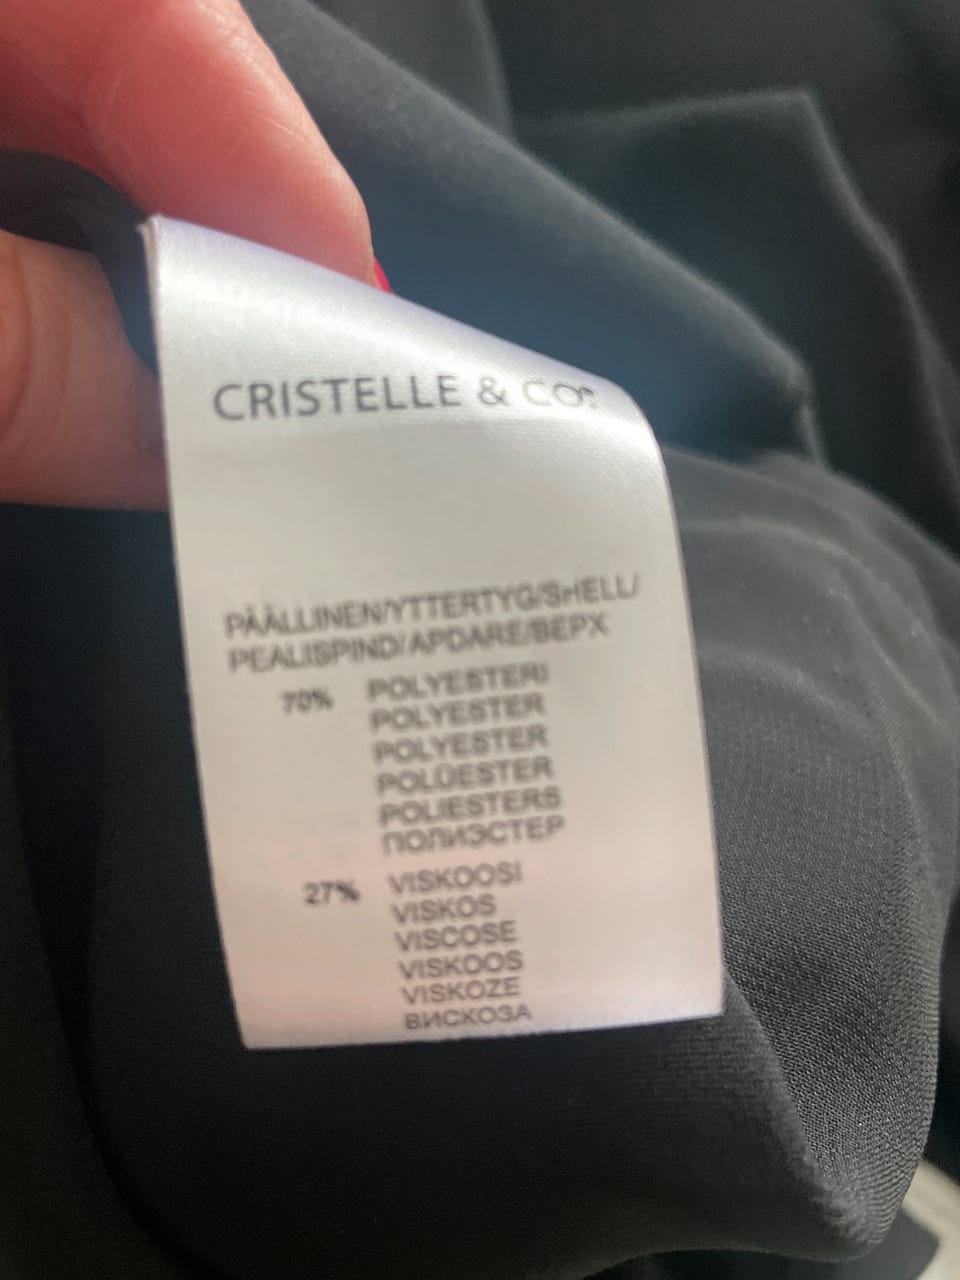 CRISTELLE & CO®
PÄÄLLINEN/YTTERTYG/SHELL/
PEALISPIND/APDARE/ВЕРХ
70% POLYESTERI
POLYESTER
POLYESTER
POLÜESTER
POLIESTERS
ПОЛИЭСТЕР
27% VISKOOSI
VISKOS
VISCOSE
VISKOOS
VISKOZE
ВИСКОЗА